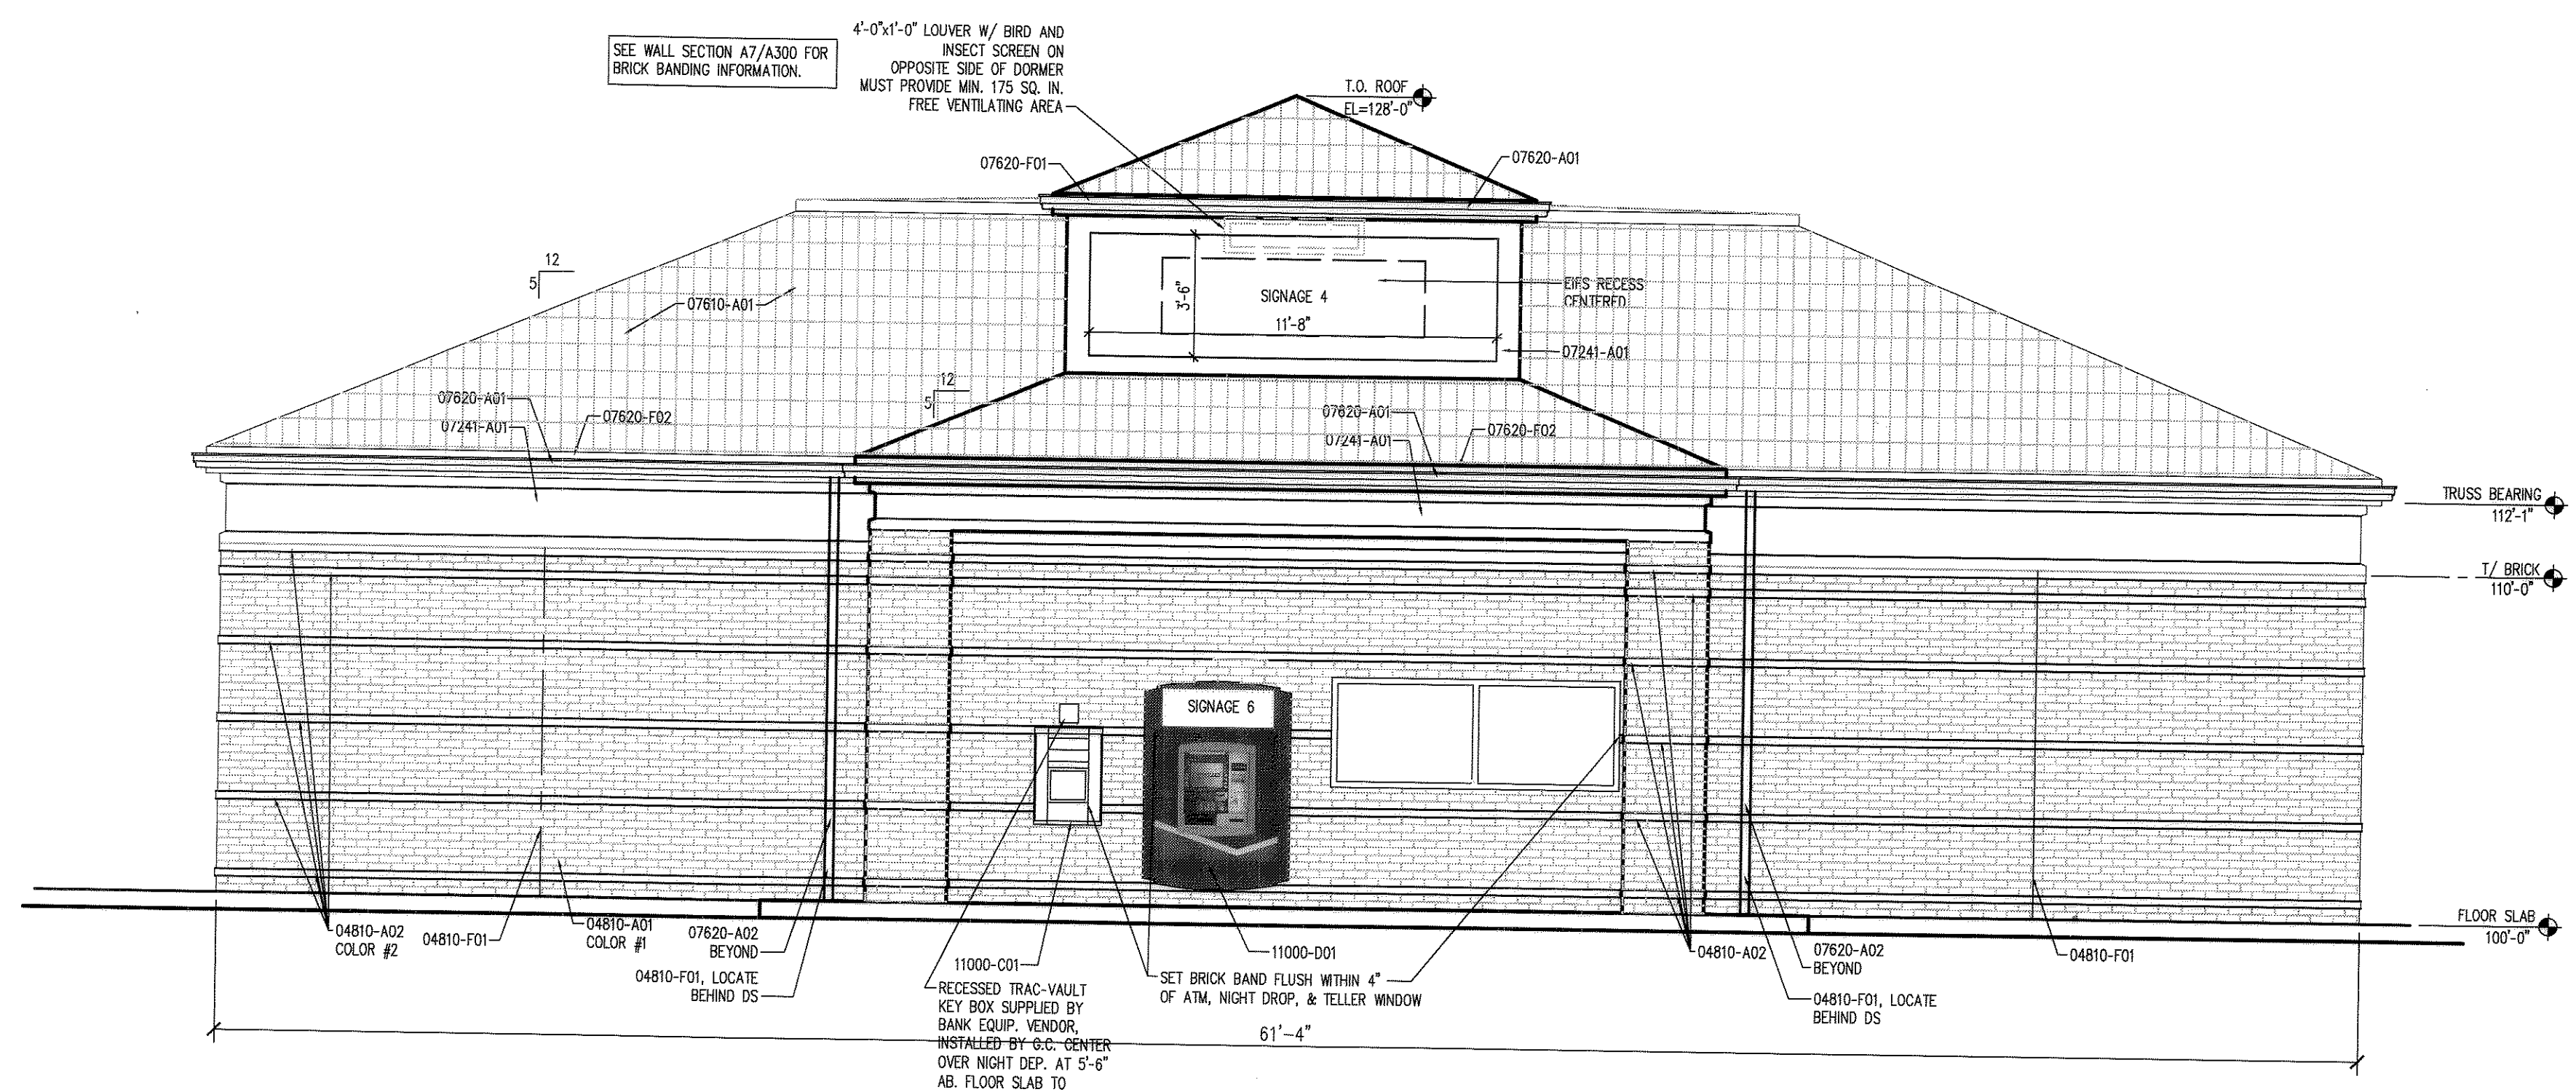 SEE WALL SECTION A7/A300 FOR
BRICK BANDING INFORMATION.
4'-0"x1'-0" LOUVER W/ BIRD AND
INSECT SCREEN ON
OPPOSITE SIDE OF DORMER
MUST PROVIDE MIN. 175 SQ. IN.
FREE VENTILATING AREA
T.O. ROOF
EL=128'-0"
07620-F01
07620-A01
12
5
07610-A01
3'-6"
SIGNAGE 4
11'-8"
EIFS RECESS
CENTERED
07241-A01
12
5
07620-A01
07241-A01
07620-F02
07620-A01
07241-A01
07620-F02
TRUSS BEARING
112'-1"
T/ BRICK
110'-0"
SIGNAGE 6
FLOOR SLAB
100'-0"
04810-A02
COLOR #2
04810-F01
04810-A01
COLOR #1
07620-A02
BEYOND
04810-F01, LOCATE
BEHIND DS
11000-C01
RECESSED TRAC-VAULT
KEY BOX SUPPLIED BY
BANK EQUIP. VENDOR,
INSTALLED BY G.C. CENTER
OVER NIGHT DEP. AT 5'-6"
AB. FLOOR SLAB TO
11000-D01
SET BRICK BAND FLUSH WITHIN 4"
OF ATM, NIGHT DROP, & TELLER WINDOW
04810-A02
07620-A02
BEYOND
04810-F01, LOCATE
BEHIND DS
04810-F01
61'-4"